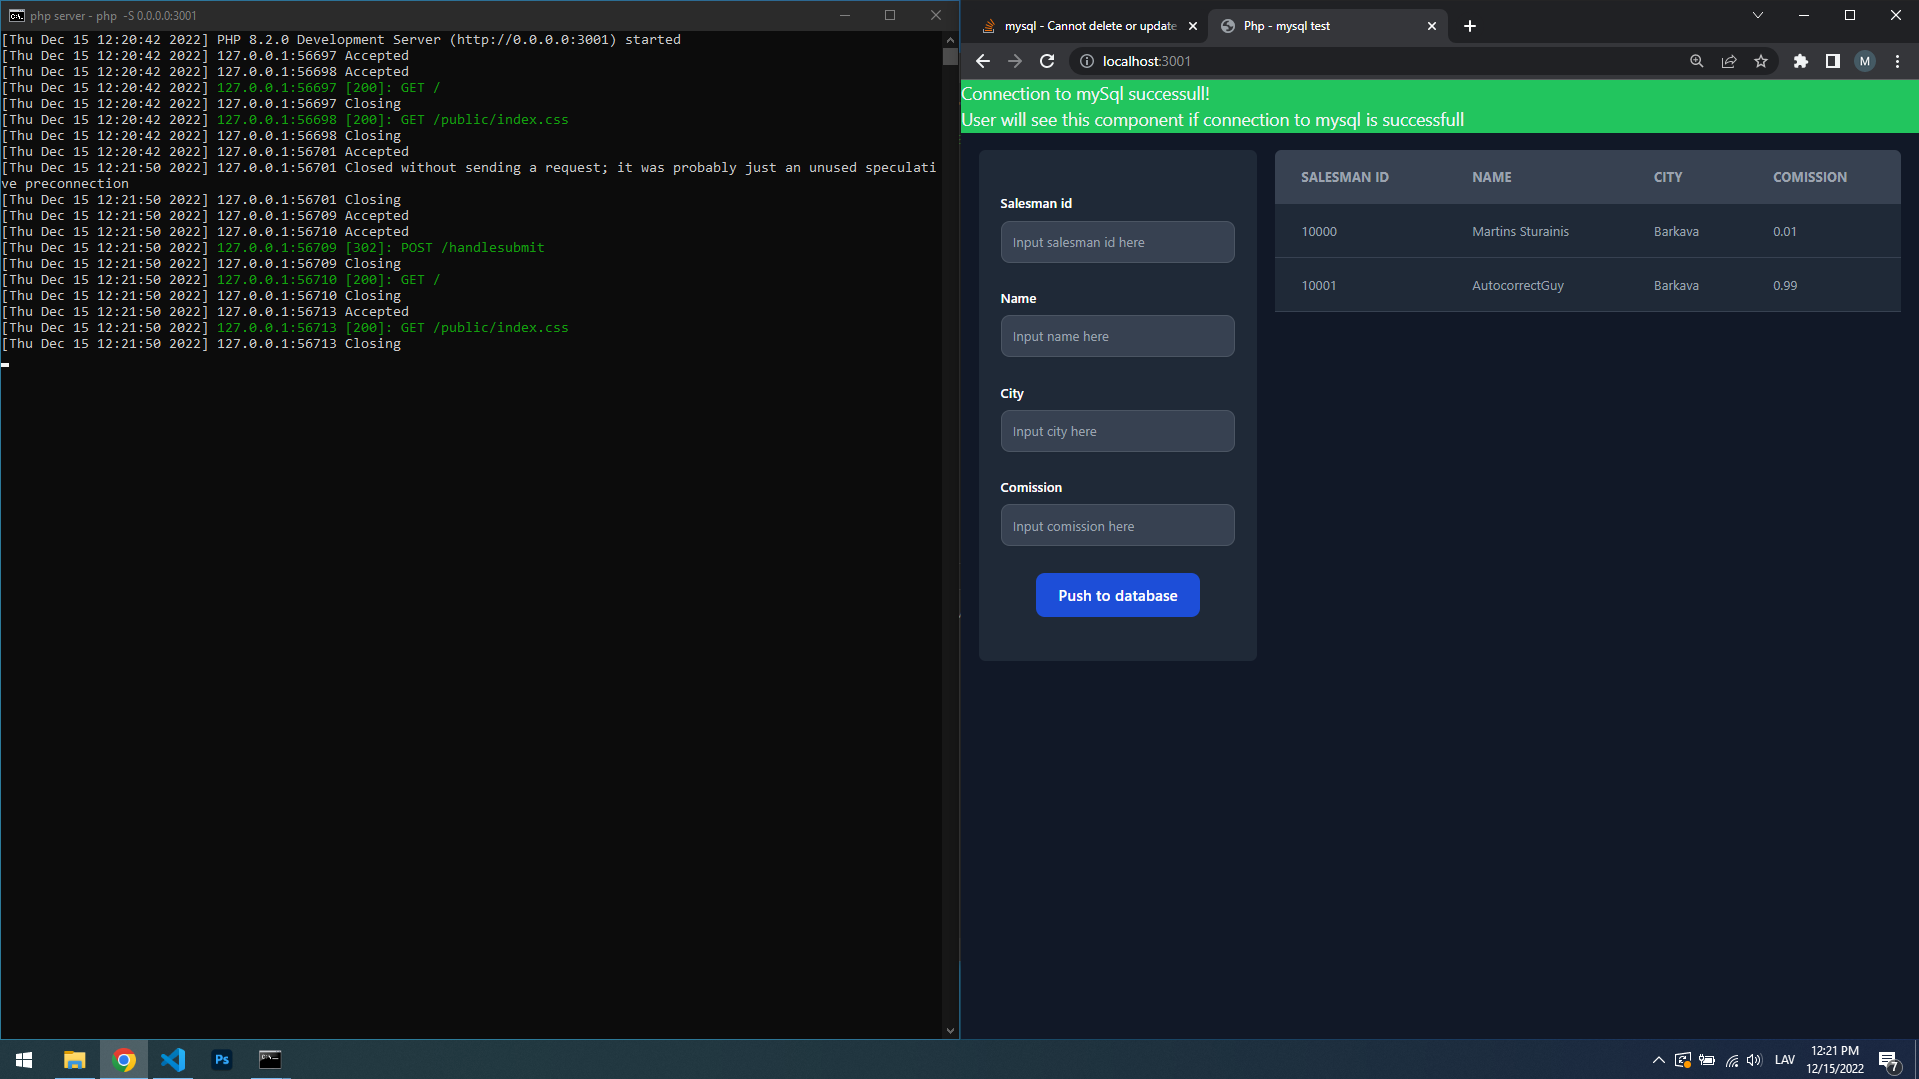 php server - php  -S 0.0.0.0:3001
[Thu Dec 15 12:20:42 2022] PHP 8.2.0 Development Server (http://0.0.0.0:3001) started
[Thu Dec 15 12:20:42 2022] 127.0.0.1:56697 Accepted
[Thu Dec 15 12:20:42 2022] 127.0.0.1:56698 Accepted
[Thu Dec 15 12:20:42 2022] 127.0.0.1:56697 [200]: GET /
[Thu Dec 15 12:20:42 2022] 127.0.0.1:56697 Closing
[Thu Dec 15 12:20:42 2022] 127.0.0.1:56698 [200]: GET /public/index.css
[Thu Dec 15 12:20:42 2022] 127.0.0.1:56698 Closing
[Thu Dec 15 12:20:42 2022] 127.0.0.1:56701 Accepted
[Thu Dec 15 12:21:50 2022] 127.0.0.1:56701 Closed without sending a request; it was probably just an unused speculati
ve preconnection
[Thu Dec 15 12:21:50 2022] 127.0.0.1:56701 Closing
[Thu Dec 15 12:21:50 2022] 127.0.0.1:56709 Accepted
[Thu Dec 15 12:21:50 2022] 127.0.0.1:56710 Accepted
[Thu Dec 15 12:21:50 2022] 127.0.0.1:56709 [302]: POST /handlesubmit
[Thu Dec 15 12:21:50 2022] 127.0.0.1:56709 Closing
[Thu Dec 15 12:21:50 2022] 127.0.0.1:56710 [200]: GET /
[Thu Dec 15 12:21:50 2022] 127.0.0.1:56710 Closing
[Thu Dec 15 12:21:50 2022] 127.0.0.1:56713 Accepted
[Thu Dec 15 12:21:50 2022] 127.0.0.1:56713 [200]: GET /public/index.css
[Thu Dec 15 12:21:50 2022] 127.0.0.1:56713 Closing
mysql - Cannot delete or update
Php - mysql test
localhost:3001
M
Connection to mySql successull!
User will see this component if connection to mysql is successfull
Salesman id
Input salesman id here
Name
Input name here
City
Input city here
Comission
Input comission here
Push to database
SALESMAN ID NAME CITY COMISSION
10000 Martins Sturainis Barkava 0.01
10001 AutocorrectGuy Barkava 0.99
Ps
LAV
12:21 PM
12/15/2022
7